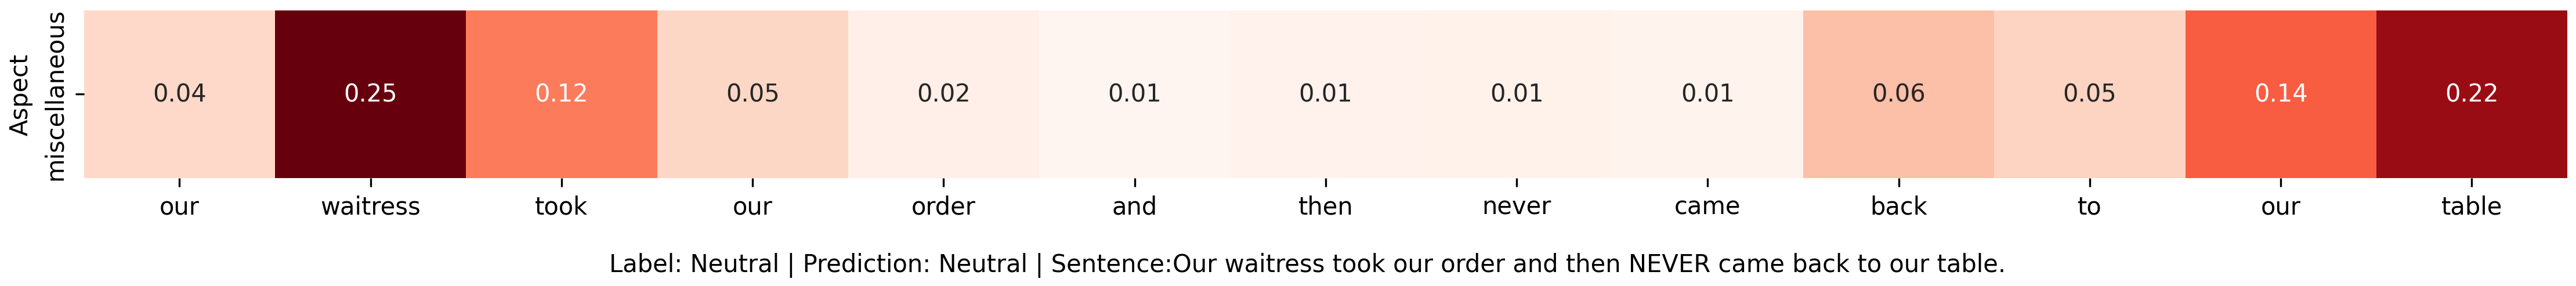 Aspect
miscellaneous
0.04 0.25 0.12 0.05 0.02 0.01 0.01 0.01 0.01 0.06 0.05 0.14 0.22
our waitress took our order and then never came back to our table
Label: Neutral | Prediction: Neutral | Sentence:Our waitress took our order and then NEVER came back to our table.